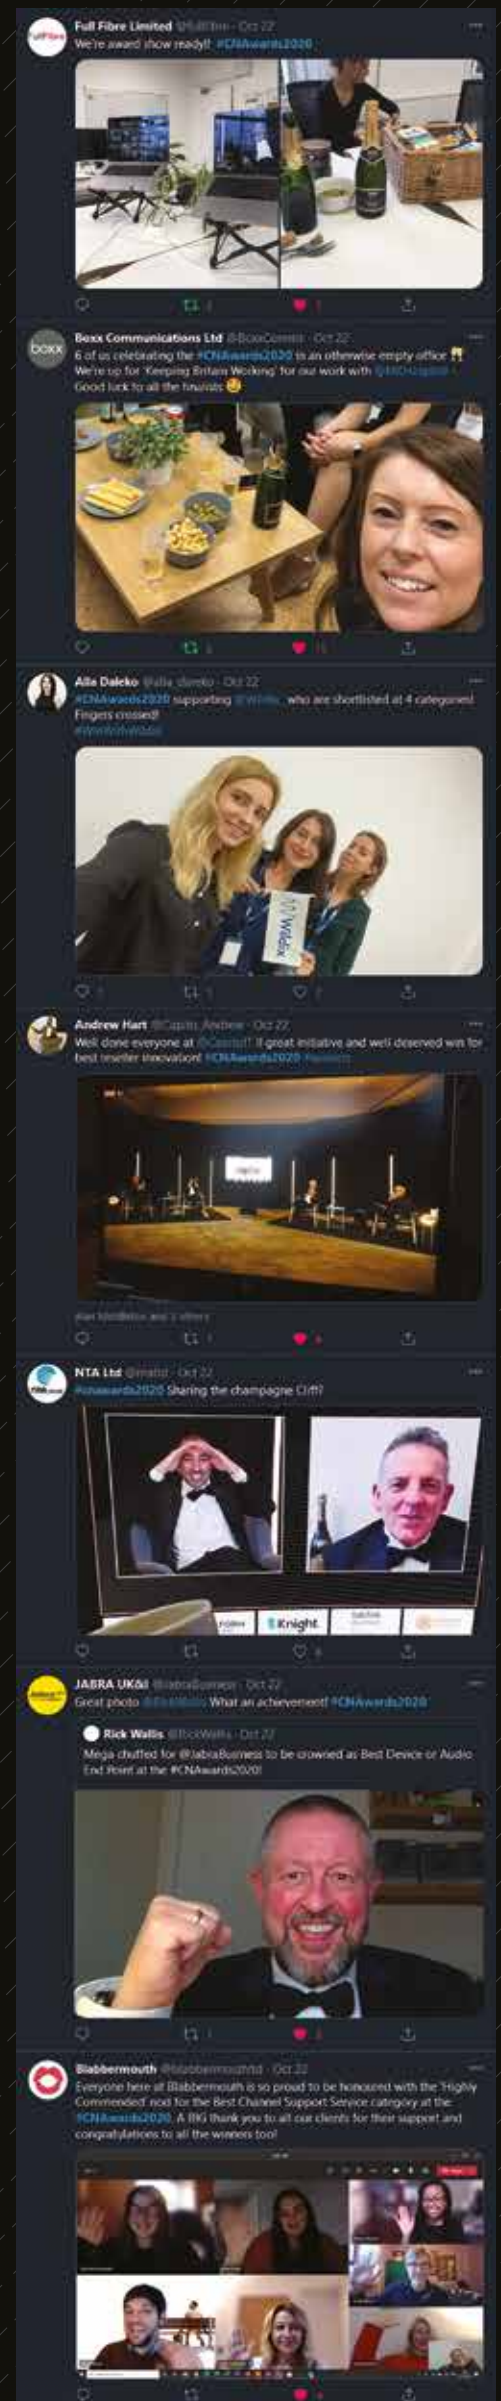 Full Fibre Limited @fullfibre · Oct 22
We're award show ready!! #CNAwards2020
FullFibre
Boxx Communications Ltd @BoxxComms · Oct 22
boxx
6 of us celebrating the #CNAwards2020 in an otherwise empty office
We're up for 'Keeping Britain Working' for our work with
Good luck to all the finalists
Alla Daleko @alla_daleko · Oct 22
#CNAwards2020 supporting @Wildix who are shortlisted at 4 categories!
Fingers crossed!
Wildix
Andrew Hart @Capito_Andrew · Oct 22
Well done everyone at great initiative and well deserved win for
best reseller innovation! #CNAwards2020
NTA Ltd · Oct 22
#cnawards2020 Sharing the champagne Cliff?
Knight
JABRA UK&I @JabraBusiness · Oct 22
Great photo What an achievement! #CNAwards2020
Rick Wallis @RickWallis · Oct 22
Mega chuffed for @JabraBusiness to be crowned as Best Device or Audio
End Point at the #CNAwards2020!
Blabbermouth · Oct 22
Everyone here at Blabbermouth is so proud to be honoured with the 'Highly
Commended' nod for the Best Channel Support Service category at the
#CNAwards2020. A BIG thank you to all our clients for their support and
congratulations to all the winners too!